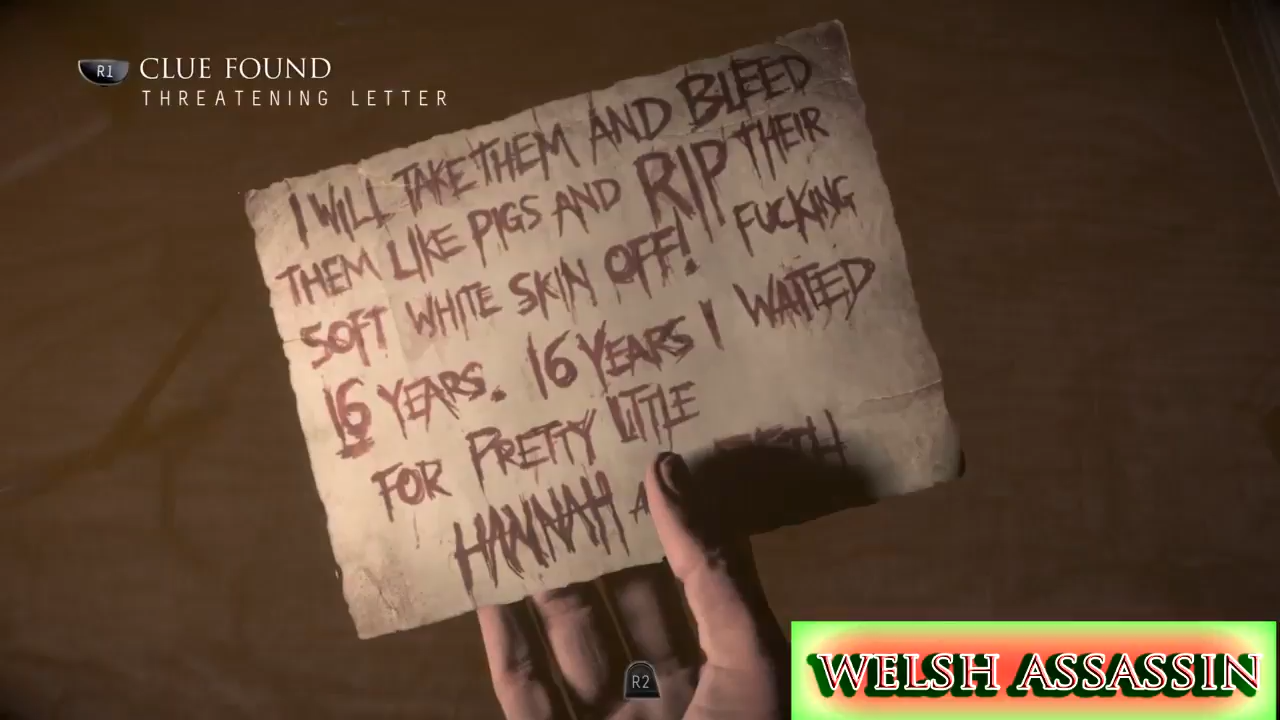 R1 CLUE FOUND
THREATENING LETTER
I WILL TAKE THEM AND BLEED
THEM LIKE PIGS AND RIP THEIR
SOFT WHITE SKIN OFF! FUCKING
16 YEARS. 16 YEARS I WAITED
FOR PRETTY LITTLE
HANNAH
R2
WELSH ASSASSIN